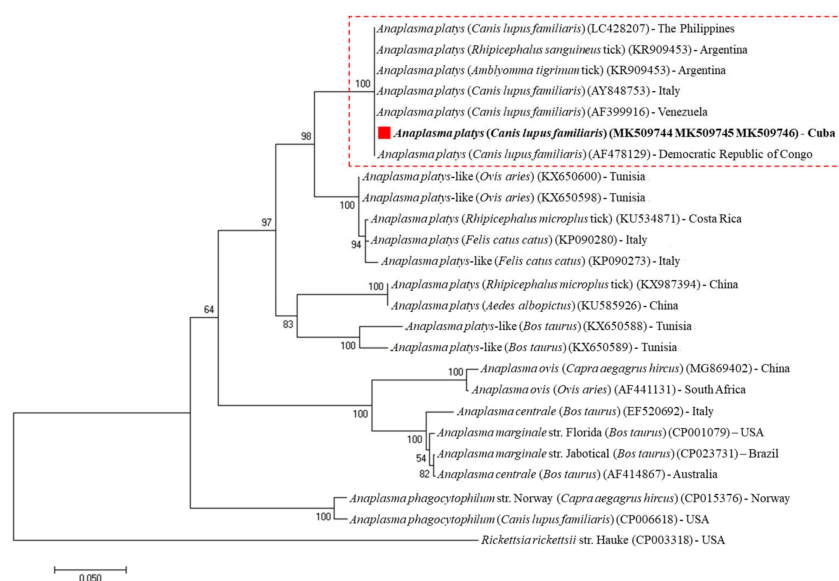 Anaplasma platys (Canis lupus familiaris) (LC428207) - The Philippines
Anaplasma platys (Rhipicephalus sanguineus tick) (KR909453) - Argentina
Anaplasma platys (Amblyomma tigrinum tick) (KR909453) - Argentina
100
Anaplasma platys (Canis lupus familiaris) (AY848753) - Italy
Anaplasma platys (Canis lupus familiaris) (AF399916) - Venezuela
98
Anaplasma platys (Canis lupus familiaris) (MK509744 MK509745 MK509746) - Cuba
Anaplasma platys (Canis lupus familiaris) (AF478129) - Democratic Republic of Congo
Anaplasma platys-like (Ovis aries) (KX650600) - Tunisia
100
Anaplasma platys-like (Ovis aries) (KX650598) - Tunisia
97
Anaplasma platys (Rhipicephalus microplus tick) (KU534871) - Costa Rica
94
Anaplasma platys (Felis catus catus) (KP090280) - Italy
Anaplasma platys-like (Felis catus catus) (KP090273) - Italy
100
Anaplasma platys (Rhipicephalus microplus tick) (KX987394) - China
Anaplasma platys (Aedes albopictus) (KU585926) - China
64
83
Anaplasma platys-like (Bos taurus) (KX650588) - Tunisia
100
Anaplasma platys-like (Bos taurus) (KX650589) - Tunisia
100
Anaplasma ovis (Capra aegagrus hircus) (MG869402) - China
Anaplasma ovis (Ovis aries) (AF441131) - South Africa
100
Anaplasma centrale (Bos taurus) (EF520692) - Italy
100
Anaplasma marginale str. Florida (Bos taurus) (CP001079) – USA
54
Anaplasma marginale str. Jabotical (Bos taurus) (CP023731) – Brazil
82
Anaplasma centrale (Bos taurus) (AF414867) - Australia
Anaplasma phagocytophilum str. Norway (Capra aegagrus hircus) (CP015376) - Norway
100
Anaplasma phagocytophilum (Canis lupus familiaris) (CP006618) - USA
Rickettsia rickettsii str. Hauke (CP003318) - USA
0.050